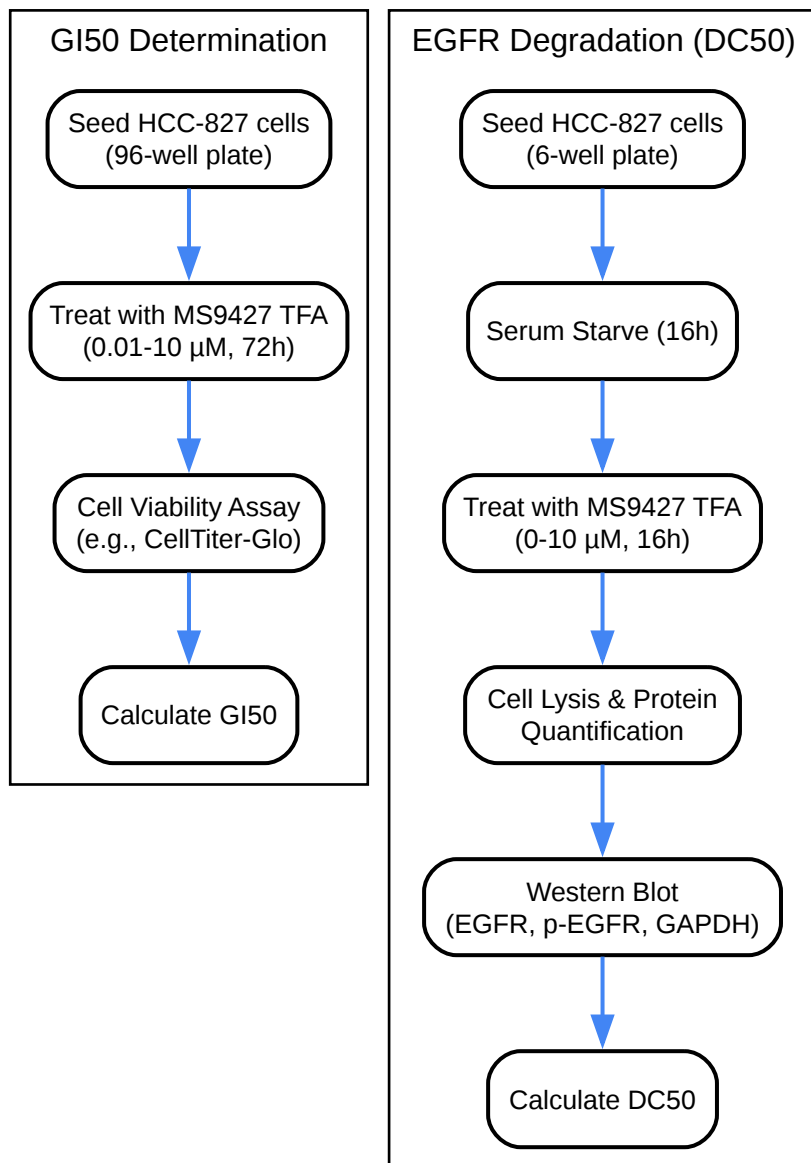 GI50 Determination
Seed HCC-827 cells
(96-well plate)
Treat with MS9427 TFA
(0.01-10 µM, 72h)
Cell Viability Assay
(e.g., CellTiter-Glo)
Calculate GI50
EGFR Degradation (DC50)
Seed HCC-827 cells
(6-well plate)
Serum Starve (16h)
Treat with MS9427 TFA
(0-10 µM, 16h)
Cell Lysis & Protein
Quantification
Western Blot
(EGFR, p-EGFR, GAPDH)
Calculate DC50